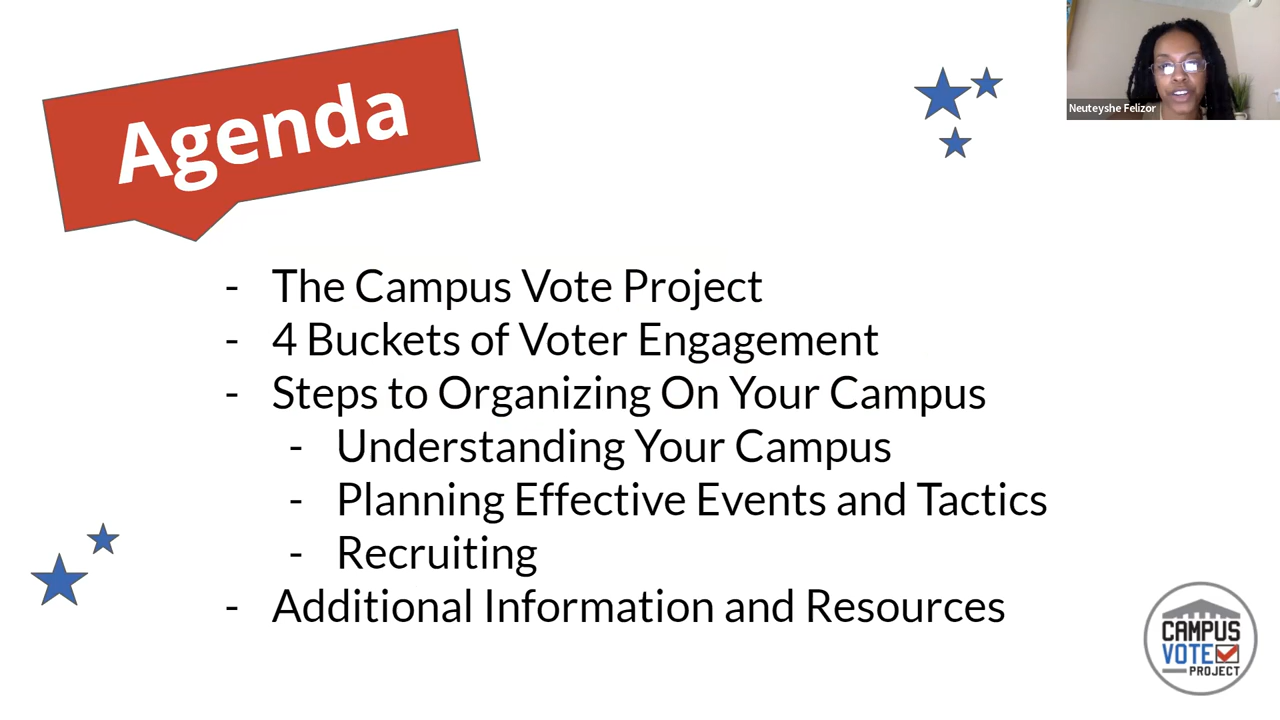 Agenda
Neuteyshe Felizor
- The Campus Vote Project
- 4 Buckets of Voter Engagement
- Steps to Organizing On Your Campus
- Understanding Your Campus
- Planning Effective Events and Tactics
- Recruiting
- Additional Information and Resources
CAMPUS
VOTE
PROJECT